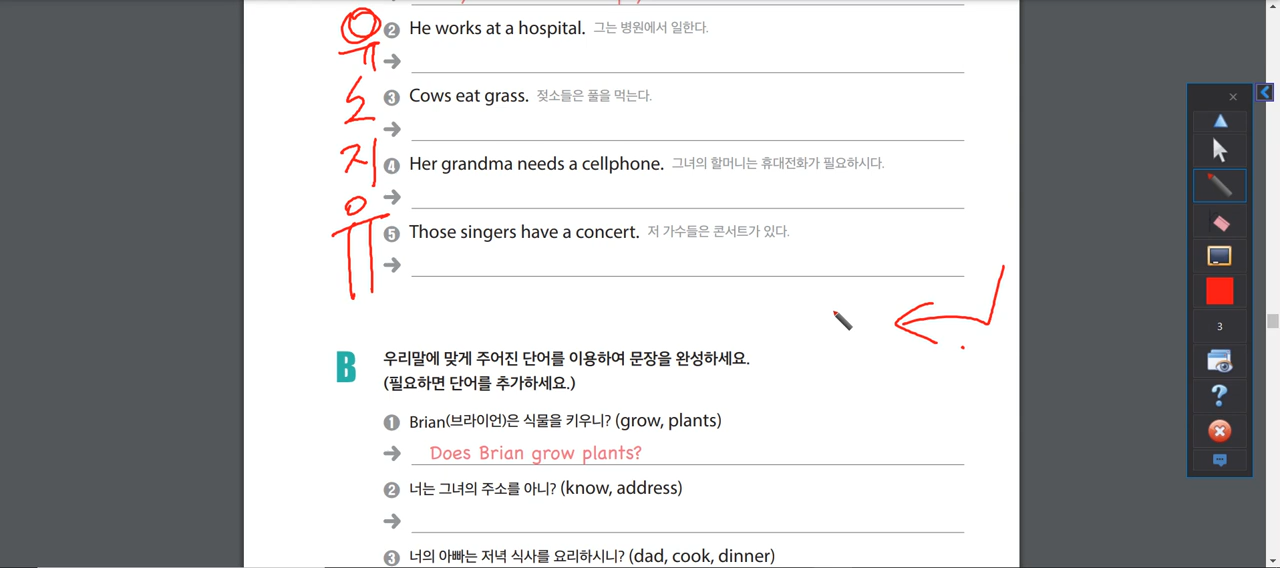 ② He works at a hospital. 그는 병원에서 일한다.
➔
③ Cows eat grass. 젖소들은 풀을 먹는다.
➔
④ Her grandma needs a cellphone. 그녀의 할머니는 휴대전화가 필요하시다.
➔
⑤ Those singers have a concert. 저 가수들은 콘서트가 있다.
➔
유
노
지
유
B 우리말에 맞게 주어진 단어를 이용하여 문장을 완성하세요.
(필요하면 단어를 추가하세요.)
① Brian(브라이언)은 식물을 키우니? (grow, plants)
➔ Does Brian grow plants?
② 너는 그녀의 주소를 아니? (know, address)
➔
③ 너의 아빠는 저녁 식사를 요리하시니? (dad, cook, dinner)
3